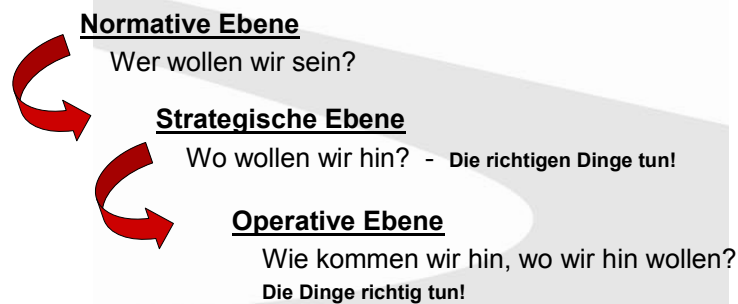 Normative Ebene
Wer wollen wir sein?
Strategische Ebene
Wo wollen wir hin? - Die richtigen Dinge tun!
Operative Ebene
Wie kommen wir hin, wo wir hin wollen?
Die Dinge richtig tun!